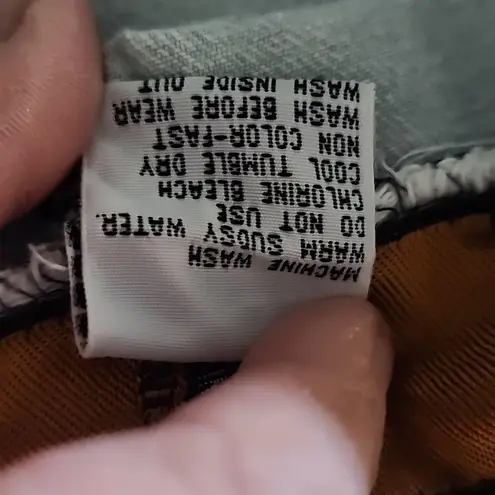 MACHINE WASH
WARM SUDSY WATER.
DO NOT USE
CHLORINE BLEACH
COOL TUMBLE DRY
NON COLOR-FAST
WASH BEFORE WEAR
WASH INSIDE OUT